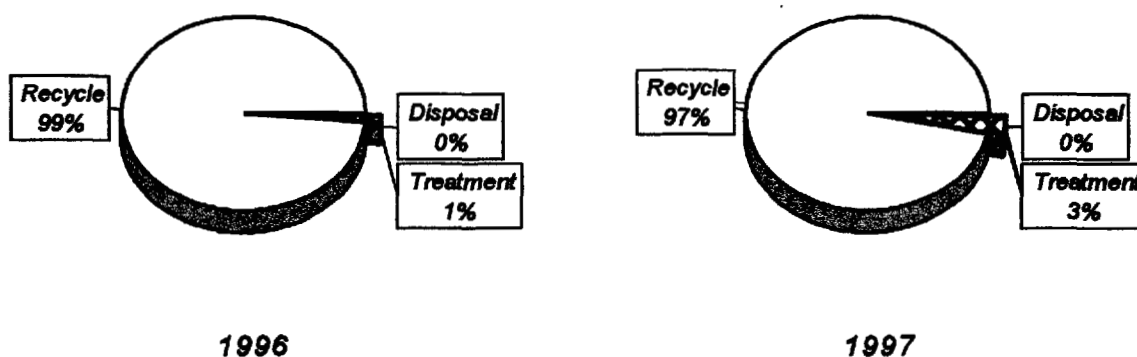 Recycle
99%
Disposal
0%
Treatment
1%
1996
Recycle
97%
Disposal
0%
Treatment
3%
1997